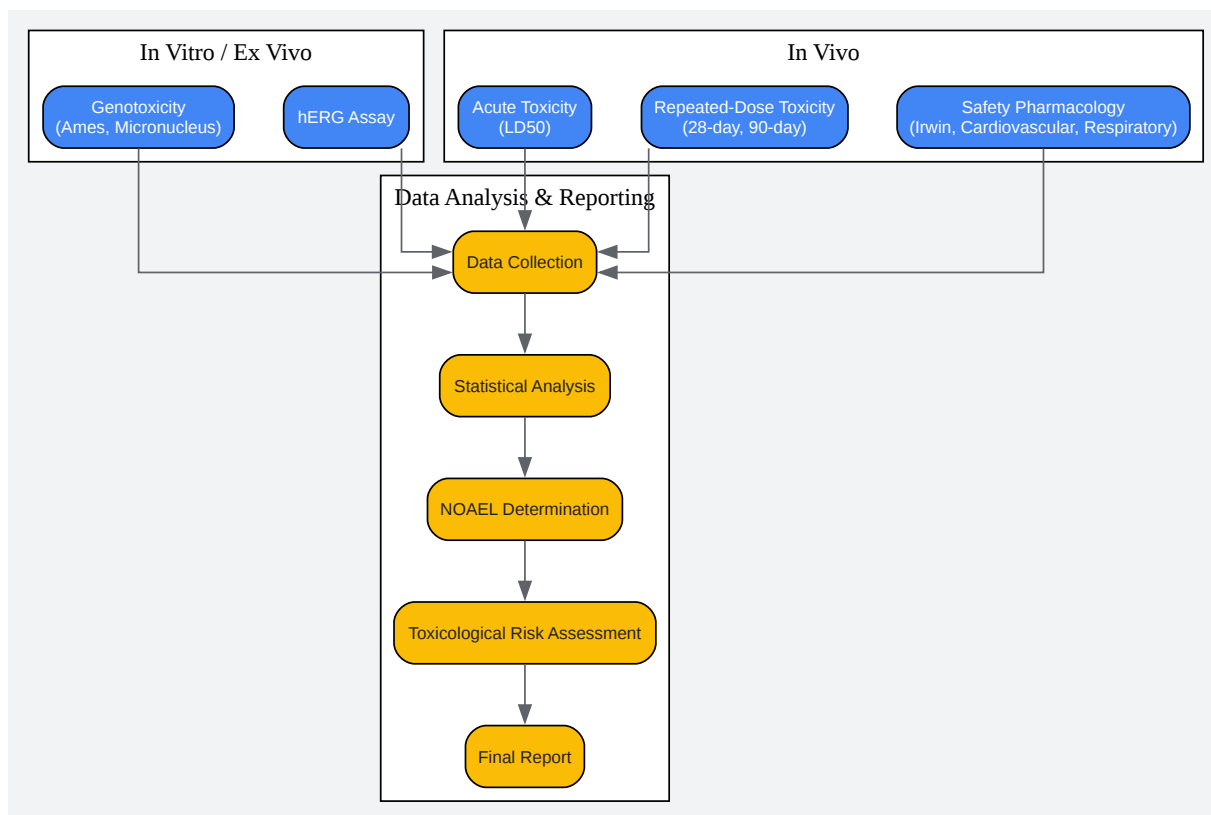 In Vitro / Ex Vivo
Genotoxicity
(Ames, Micronucleus)
hERG Assay
In Vivo
Acute Toxicity
(LD50)
Repeated-Dose Toxicity
(28-day, 90-day)
Safety Pharmacology
(Irwin, Cardiovascular, Respiratory)
Data Analysis & Reporting
Data Collection
Statistical Analysis
NOAEL Determination
Toxicological Risk Assessment
Final Report